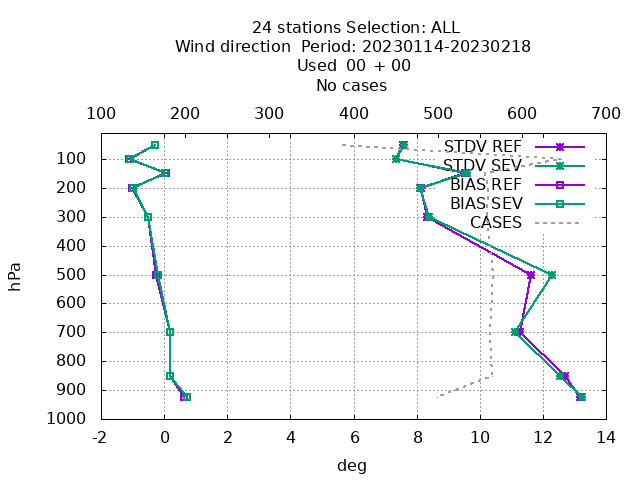 24 stations Selection: ALL
Wind direction  Period: 20230114-20230218
Used  00 + 00
No cases
100 200 300 400 500 600 700
STDV REF
STDV SEV
BIAS REF
BIAS SEV
CASES
hPa
100
200
300
400
500
600
700
800
900
1000
-2 0 2 4 6 8 10 12 14
deg